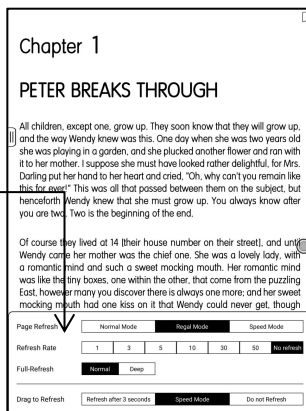 Chapter 1
PETER BREAKS THROUGH
All children, except one, grow up. They soon know that they will grow up,
and the way Wendy knew was this. One day when she was two years old
she was playing in a garden, and she plucked another flower and ran with
it to her mother. I suppose she must have looked rather delightful, for Mrs.
Darling put her hand to her heart and cried, "Oh, why can't you remain like
this for ever!" This was all that passed between them on the subject, but
henceforth Wendy knew that she must grow up. You always know after
you are two. Two is the beginning of the end.
Of course they lived at 14 [their house number on their street], and until
Wendy came her mother was the chief one. She was a lovely lady, with
a romantic mind and such a sweet mocking mouth. Her romantic mind
was like the tiny boxes, one within the other, that come from the puzzling
East, however many you discover there is always one more; and her sweet
mocking mouth had one kiss on it that Wendy could never get, though
Page Refresh Normal Mode Regal Mode Speed Mode
Refresh Rate 1 3 5 10 30 50 No refresh
Full-Refresh Normal Deep
Drag to Refresh Refresh after 3 seconds Speed Mode Do not Refresh